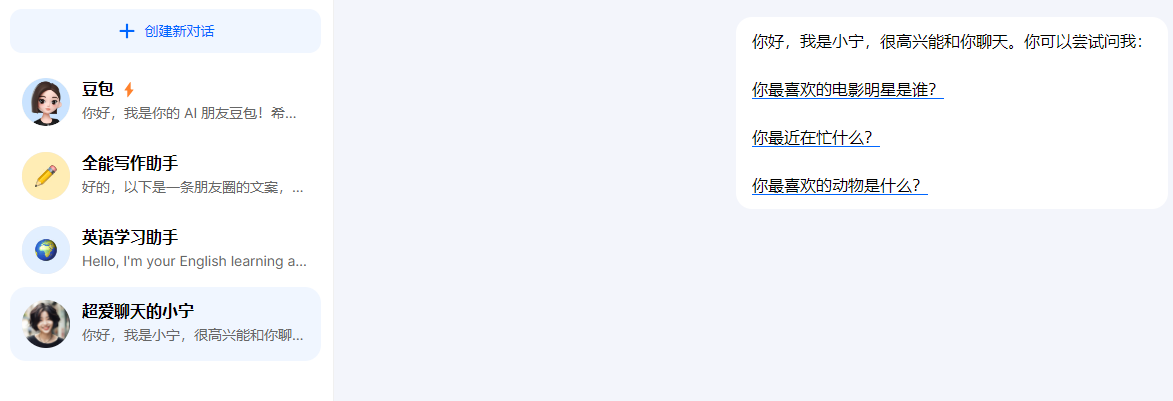 创建新对话
豆包
你好，我是你的 AI 朋友豆包！希...
全能写作助手
好的，以下是一条朋友圈的文案，...
英语学习助手
Hello, I'm your English learning a...
超爱聊天的小宁
你好，我是小宁，很高兴能和你聊...
你好，我是小宁，很高兴能和你聊天。你可以尝试问我：
你最喜欢的电影明星是谁？
你最近在忙什么？
你最喜欢的动物是什么？